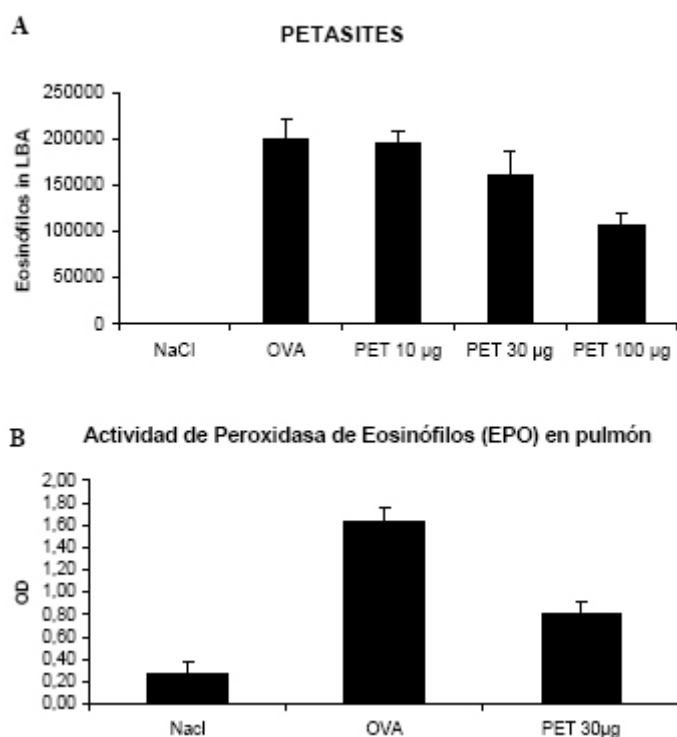 A
PETASITES
Eosinófilos in LBA
250000
200000
150000
100000
50000
0
NaCl OVA PET 10 µg PET 30 µg PET 100 µg
B Actividad de Peroxidasa de Eosinófilos (EPO) en pulmón
OD
2,00
1,80
1,60
1,40
1,20
1,00
0,80
0,60
0,40
0,20
0,00
Nacl OVA PET 30µg